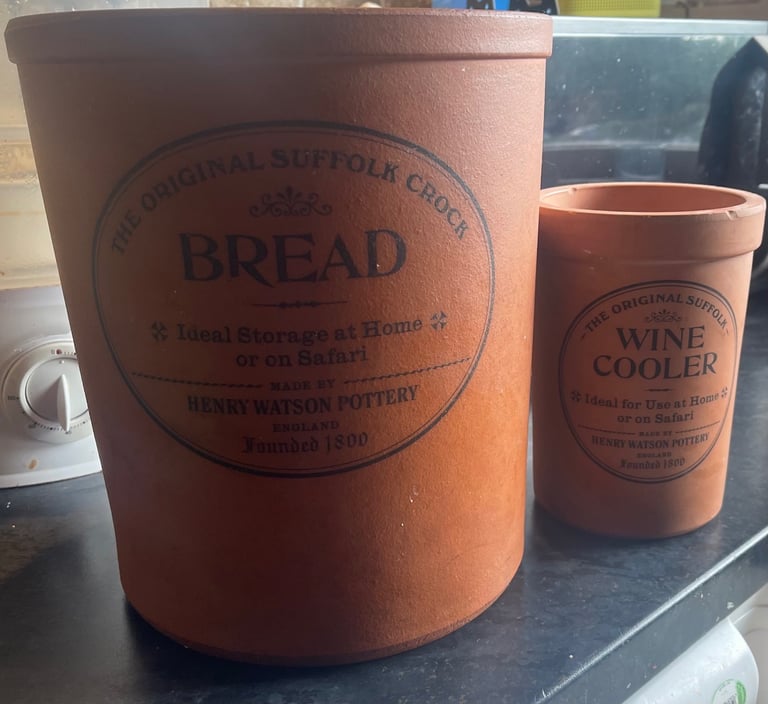 THE ORIGINAL SUFFOLK CROCK
BREAD
Ideal Storage at Home
or on Safari
MADE BY
HENRY WATSON POTTERY
ENGLAND
Founded 1800
THE ORIGINAL SUFFOLK
WINE
COOLER
Ideal for Use at Home
or on Safari
MADE BY
HENRY WATSON POTTERY
ENGLAND
Founded 1800